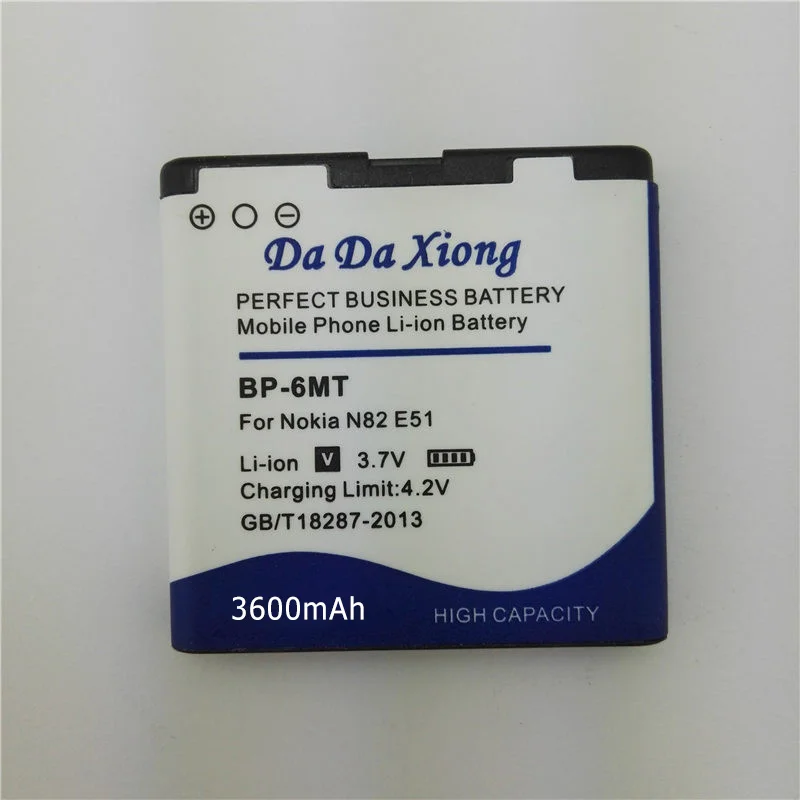 Da Da Xiong
PERFECT BUSINESS BATTERY
Mobile Phone Li-ion Battery
BP-6MT
For Nokia N82 E51
Li-ion V 3.7V
Charging Limit:4.2V
GB/T18287-2013
3600mAh
HIGH CAPACITY